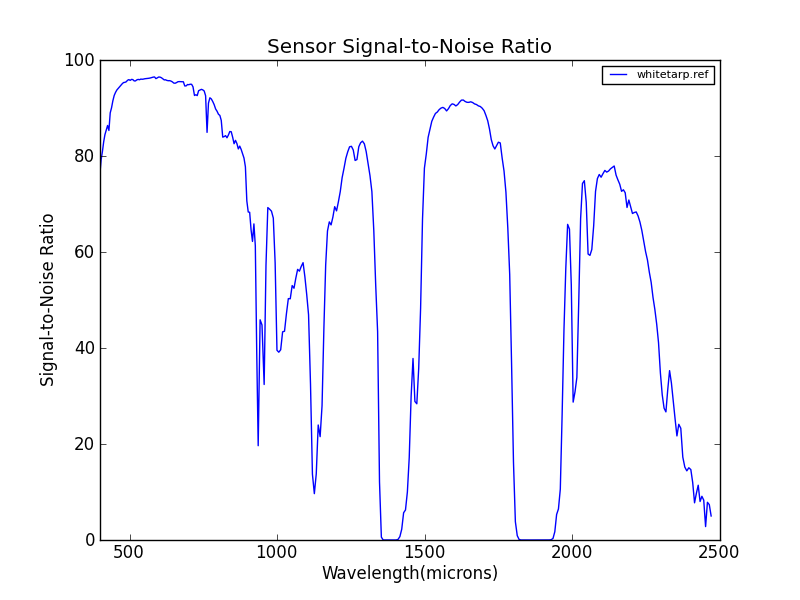 Sensor Signal-to-Noise Ratio
whitetarp.ref
Signal-to-Noise Ratio
100
80
60
40
20
0
500 1000 1500 2000 2500
Wavelength(microns)